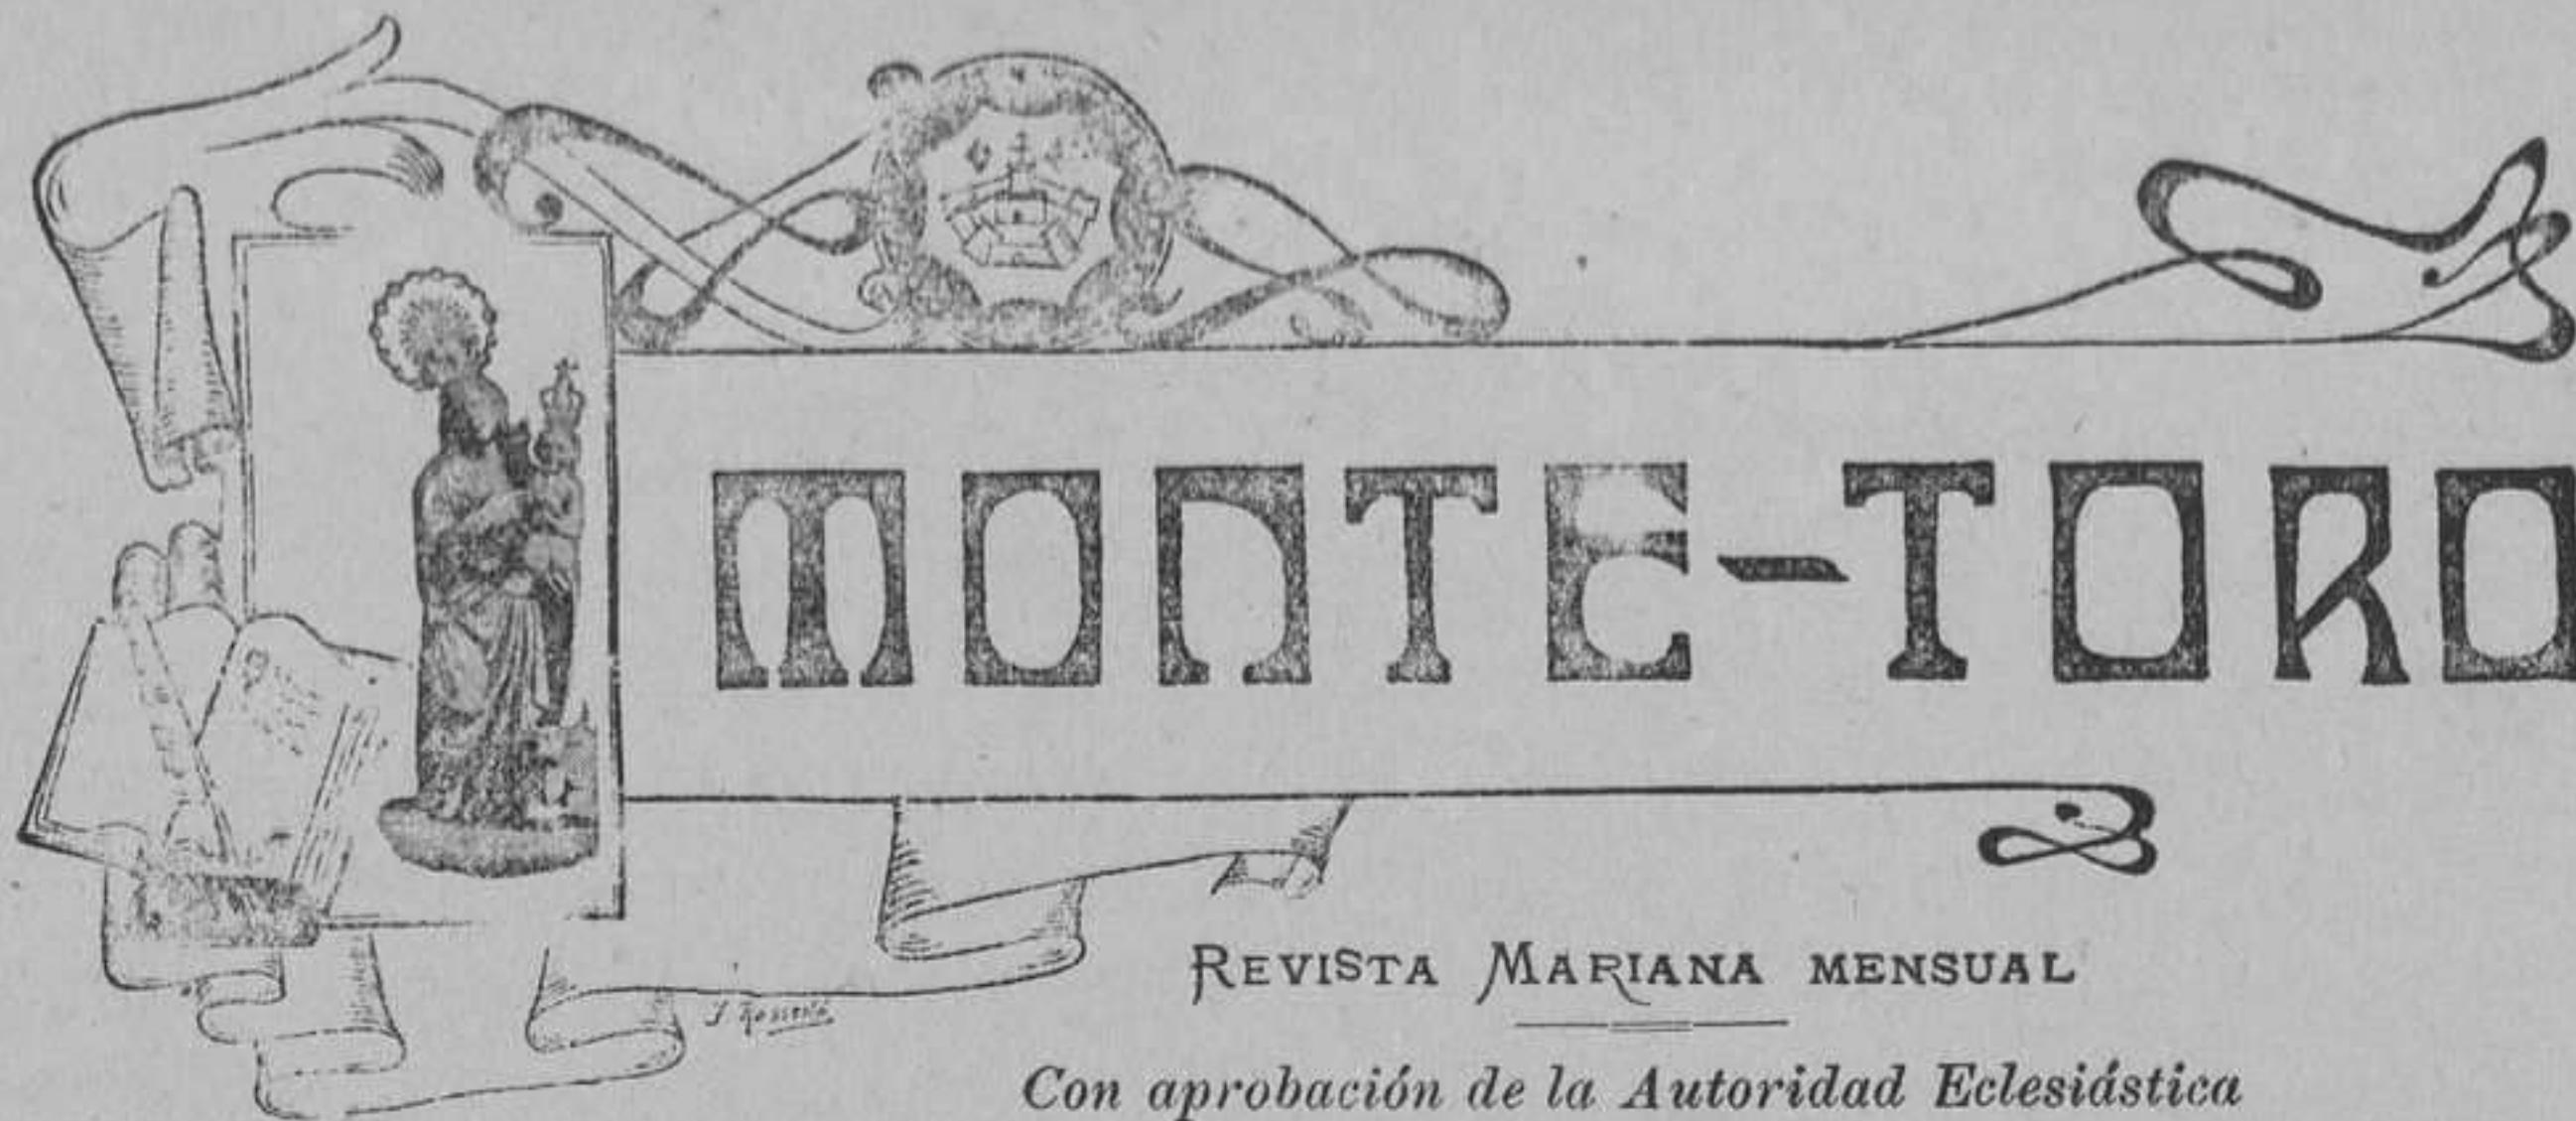 MONTE-TORO
REVISTA MARIANA MENSUAL
Con aprobación de la Autoridad Eclesiástica